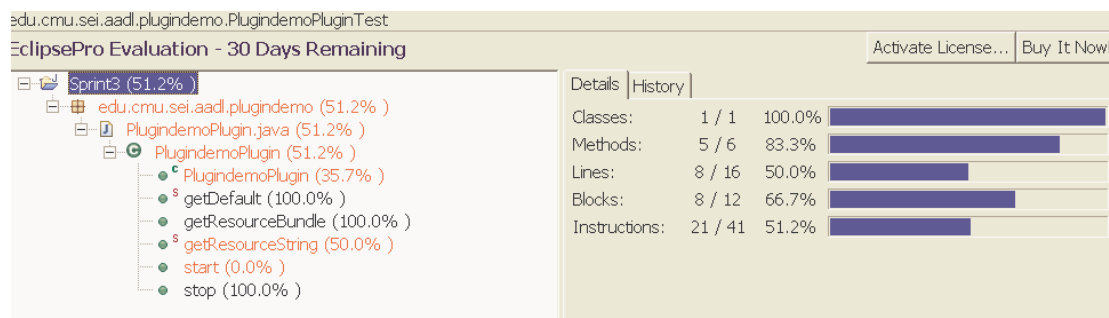 edu.cmu.sei.aadl.plugindemo.PlugindemoPluginTest
EclipsePro Evaluation - 30 Days Remaining
Activate License... Buy It Now
Sprint3 (51.2% )
edu.cmu.sei.aadl.plugindemo (51.2% )
PlugindemoPlugin.java (51.2% )
PlugindemoPlugin (51.2% )
PlugindemoPlugin (35.7% )
getDefault (100.0% )
getResourceBundle (100.0% )
getResourceString (50.0% )
start (0.0% )
stop (100.0% )
Details History
Classes: 1 / 1 100.0%
Methods: 5 / 6 83.3%
Lines: 8 / 16 50.0%
Blocks: 8 / 12 66.7%
Instructions: 21 / 41 51.2%